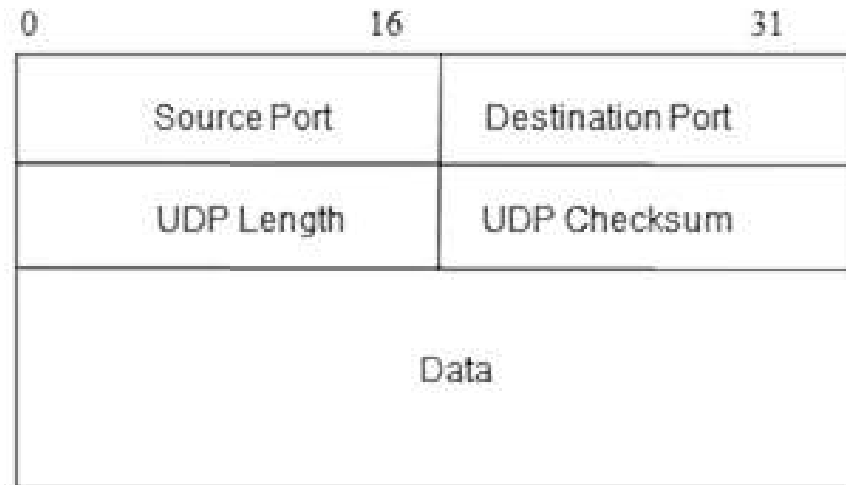 0 16 31
Source Port Destination Port
UDP Length UDP Checksum
Data